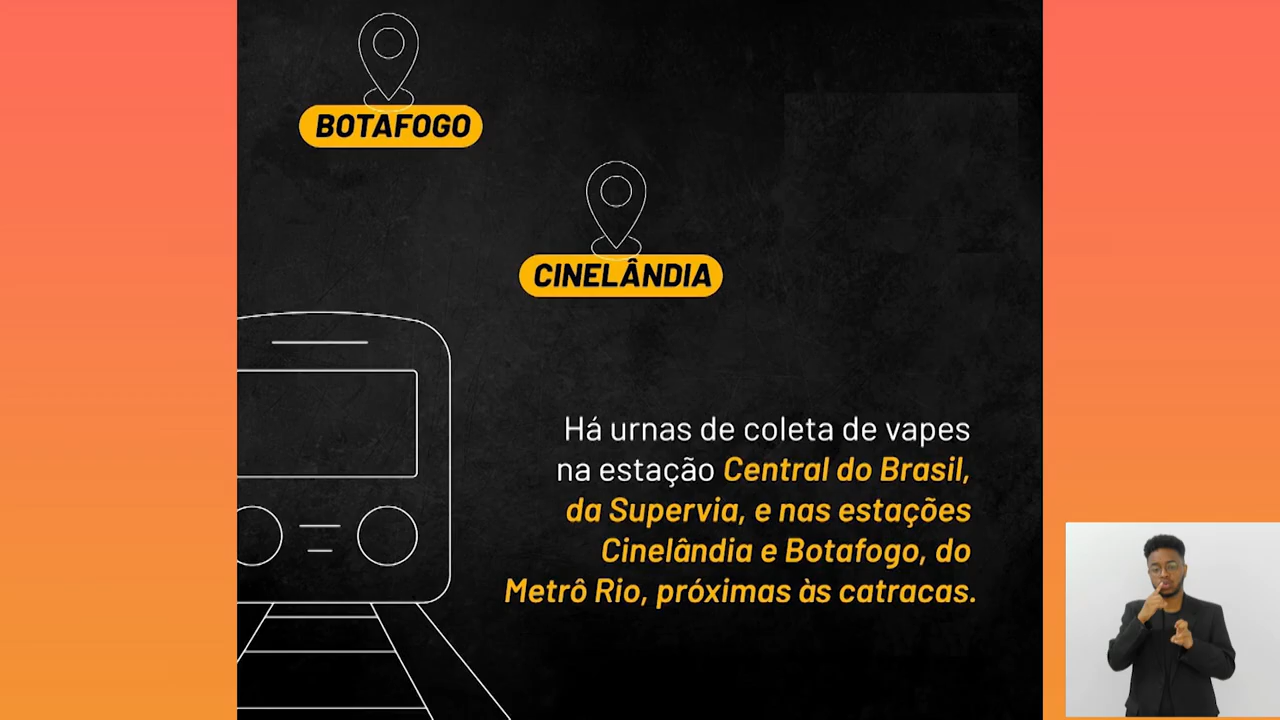 BOTAFOGO
CINELÂNDIA
Há urnas de coleta de vapes
na estação Central do Brasil,
da Supervia, e nas estações
Cinelândia e Botafogo, do
Metrô Rio, próximas às catracas.